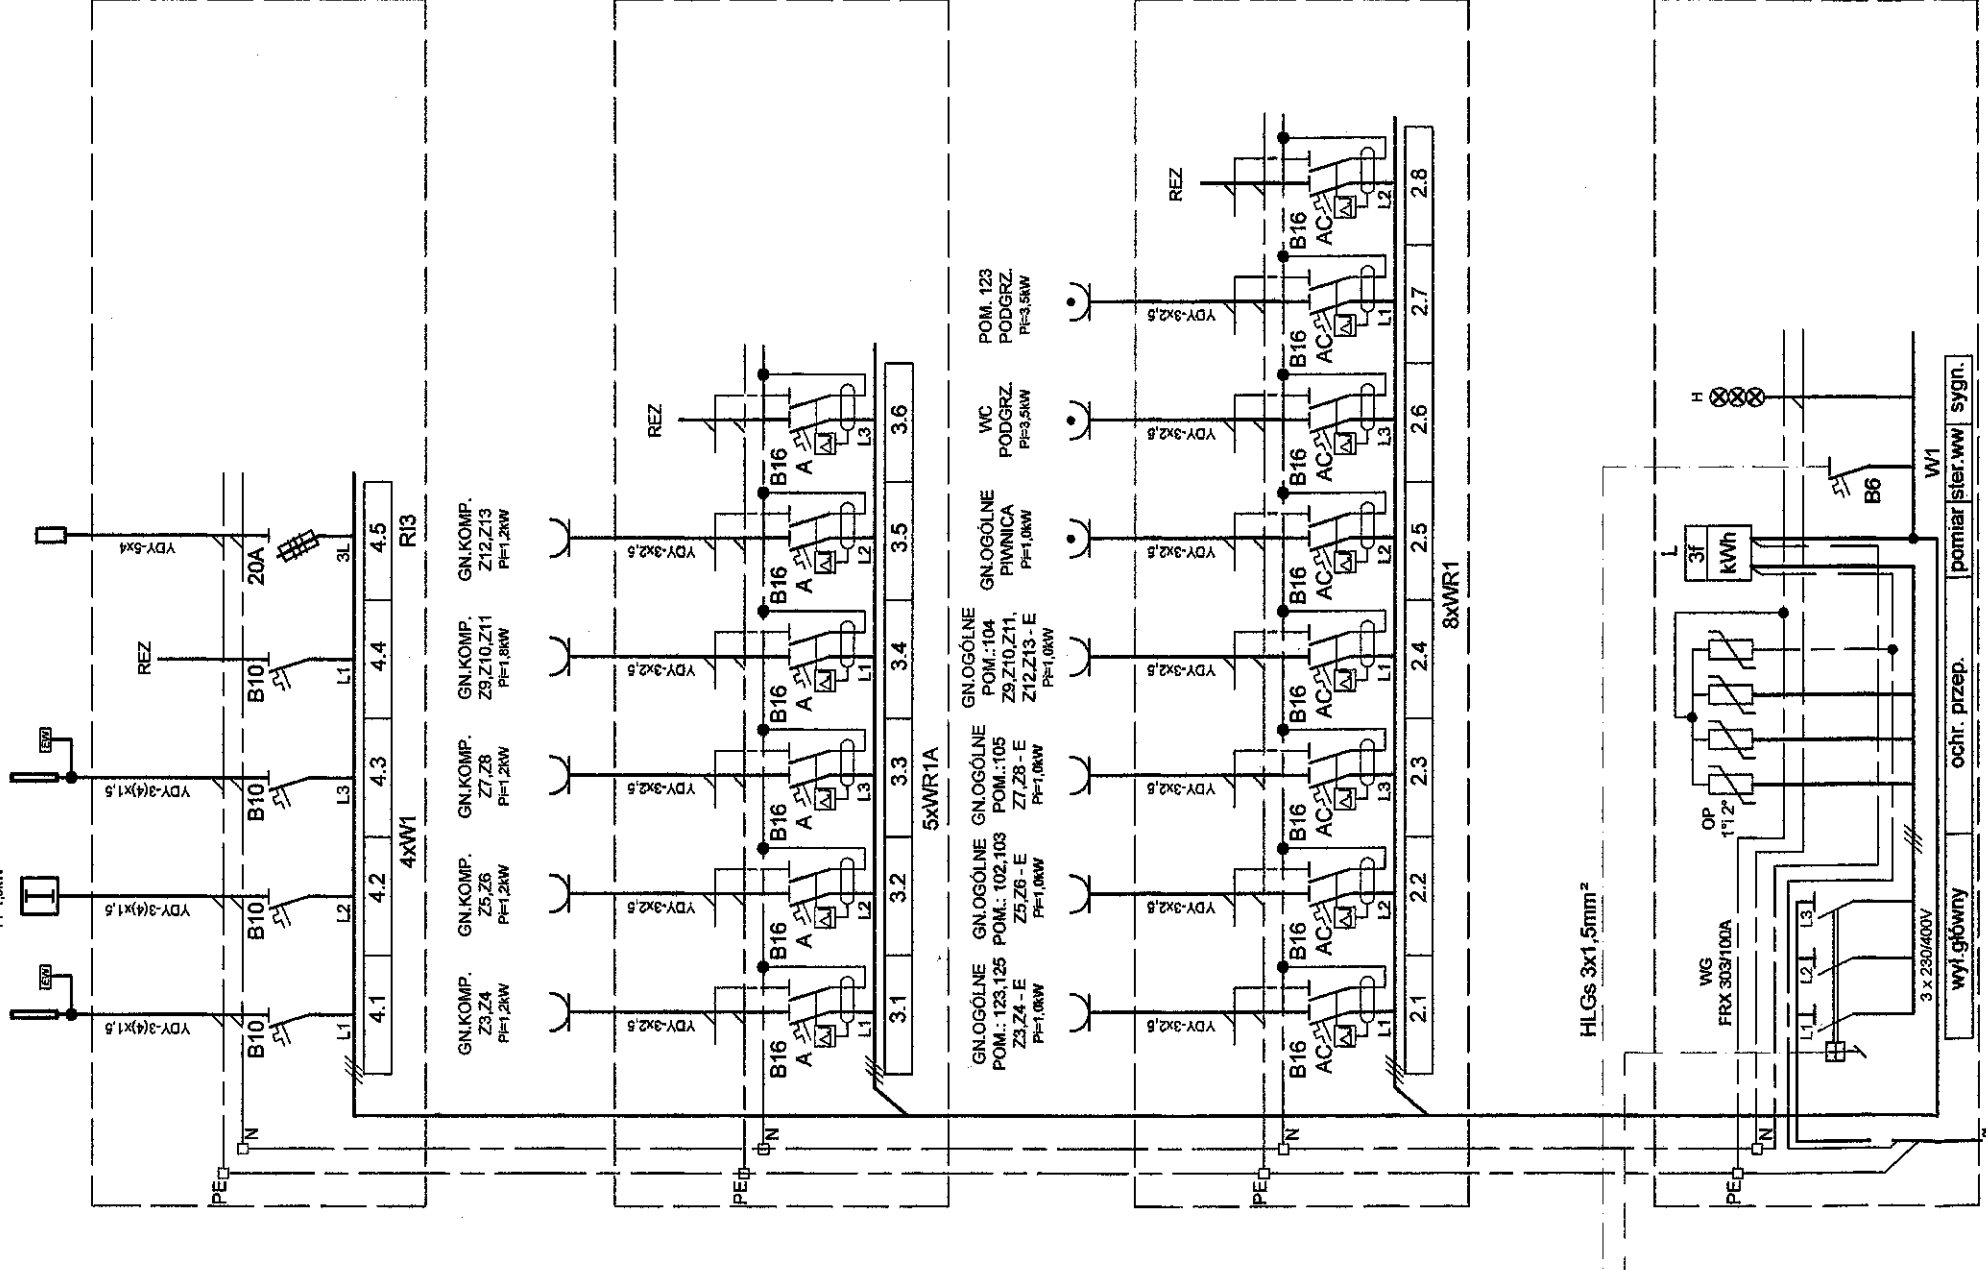 YDY-3(4)x1,5
YDY-3(4)x1,5
YDY-3(4)x1,5
YDY-5x4
EW
EW
REZ
B10
B10
B10
B10
20A
L1
L2
L3
L1
3L
4.1
4.2
4.3
4.4
4.5
4xW1
RI3
PE
N
GN.KOMP.
Z3,Z4
Pi=1,2kW
GN.KOMP.
Z5,Z6
Pi=1,2kW
GN.KOMP.
Z7,Z8
Pi=1,2kW
GN.KOMP.
Z9,Z10,Z11
Pi=1,8kW
GN.KOMP.
Z12,Z13
Pi=1,2kW
REZ
YDY-3x2,5
YDY-3x2,5
YDY-3x2,5
YDY-3x2,5
YDY-3x2,5
B16
A
B16
A
B16
A
B16
A
B16
A
B16
A
L1
L2
L3
L1
L2
L3
3.1
3.2
3.3
3.4
3.5
3.6
5xWR1A
PE
N
GN.OGÓLNE
POM.: 123,125
Z3,Z4 - E
Pi=1,0kW
GN.OGÓLNE
POM.: 102,103
Z5,Z6 - E
Pi=1,0kW
GN.OGÓLNE
POM.:105
Z7,Z8 - E
Pi=1,0kW
GN.OGÓLNE
POM.:104
Z9,Z10,Z11,
Z12,Z13 - E
Pi=1,0kW
GN.OGÓLNE
PIWNICA
Pi=1,0kW
WC
PODGRZ.
Pi=3,5kW
POM. 123
PODGRZ.
Pi=3,5kW
REZ
YDY-3x2,5
YDY-3x2,5
YDY-3x2,5
YDY-3x2,5
YDY-3x2,5
YDY-3x2,5
YDY-3x2,5
B16
AC
B16
AC
B16
AC
B16
AC
B16
AC
B16
AC
B16
AC
B16
AC
L1
L2
L3
L1
L2
L3
L1
L2
2.1
2.2
2.3
2.4
2.5
2.6
2.7
2.8
8xWR1
PE
N
HLGs 3x1,5mm²
WG
FRX 303/100A
L1
L2
L3
OP
1°i 2°
L
3f
kWh
H
B6
W1
3 x 230/400V
PE
N
wył.główny
ochr. przep.
pomiar
ster.ww
sygn.